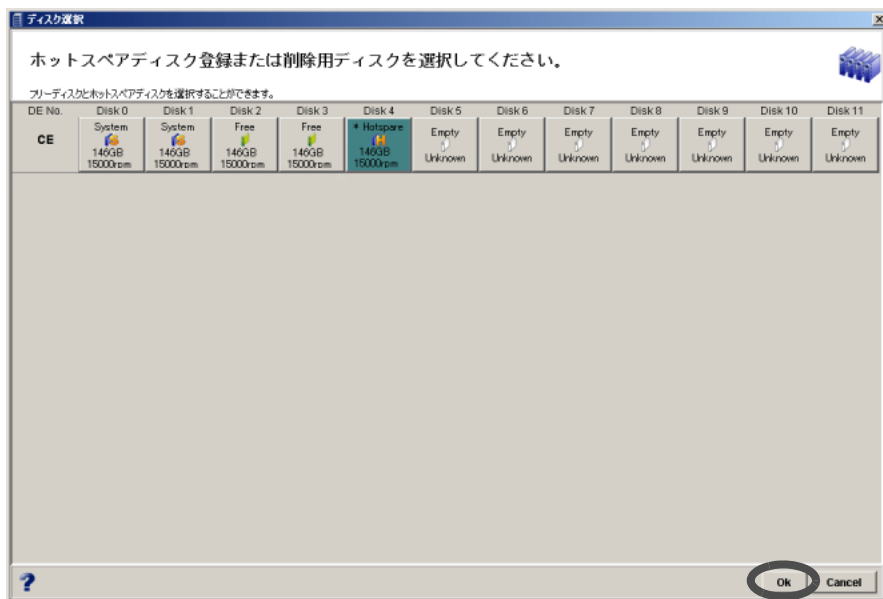 ディスク選択
ホットスペアディスク登録または削除用ディスクを選択してください。
フリーディスクとホットスペアディスクを選択することができます。
DE No. Disk 0 Disk 1 Disk 2 Disk 3 Disk 4 Disk 5 Disk 6 Disk 7 Disk 8 Disk 9 Disk 10 Disk 11
CE
System System Free Free * Hotspare Empty Empty Empty Empty Empty Empty Empty
146GB 146GB 146GB 146GB 146GB Unknown Unknown Unknown Unknown Unknown Unknown Unknown
15000rpm 15000rpm 15000rpm 15000rpm 15000rpm
? Ok Cancel